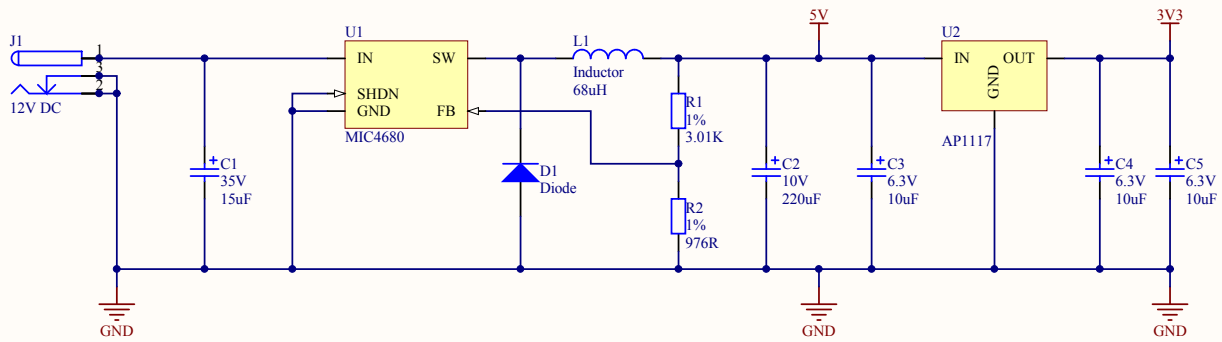 J1
1
3
2
12V DC
C1
35V
15uF
U1
IN
SW
SHDN
GND
FB
MIC4680
D1
Diode
L1
Inductor
68uH
R1
1%
3.01K
R2
1%
976R
C2
10V
220uF
5V
C3
6.3V
10uF
U2
IN
OUT
GND
AP1117
C4
6.3V
10uF
3V3
C5
6.3V
10uF
GND
GND
GND